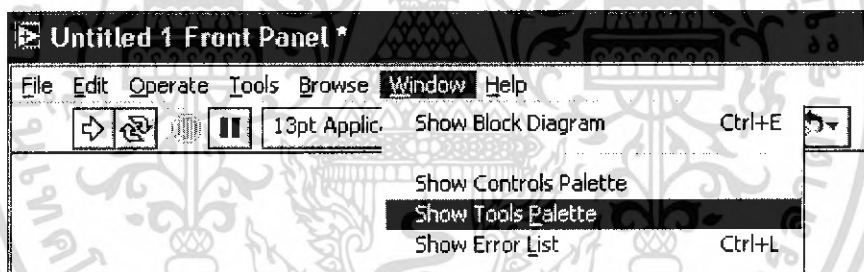 Untitled 1 Front Panel *
File Edit Operate Tools Browse Window Help
13pt Applic
Show Block Diagram Ctrl+E
Show Controls Palette
Show Tools Palette
Show Error List Ctrl+L